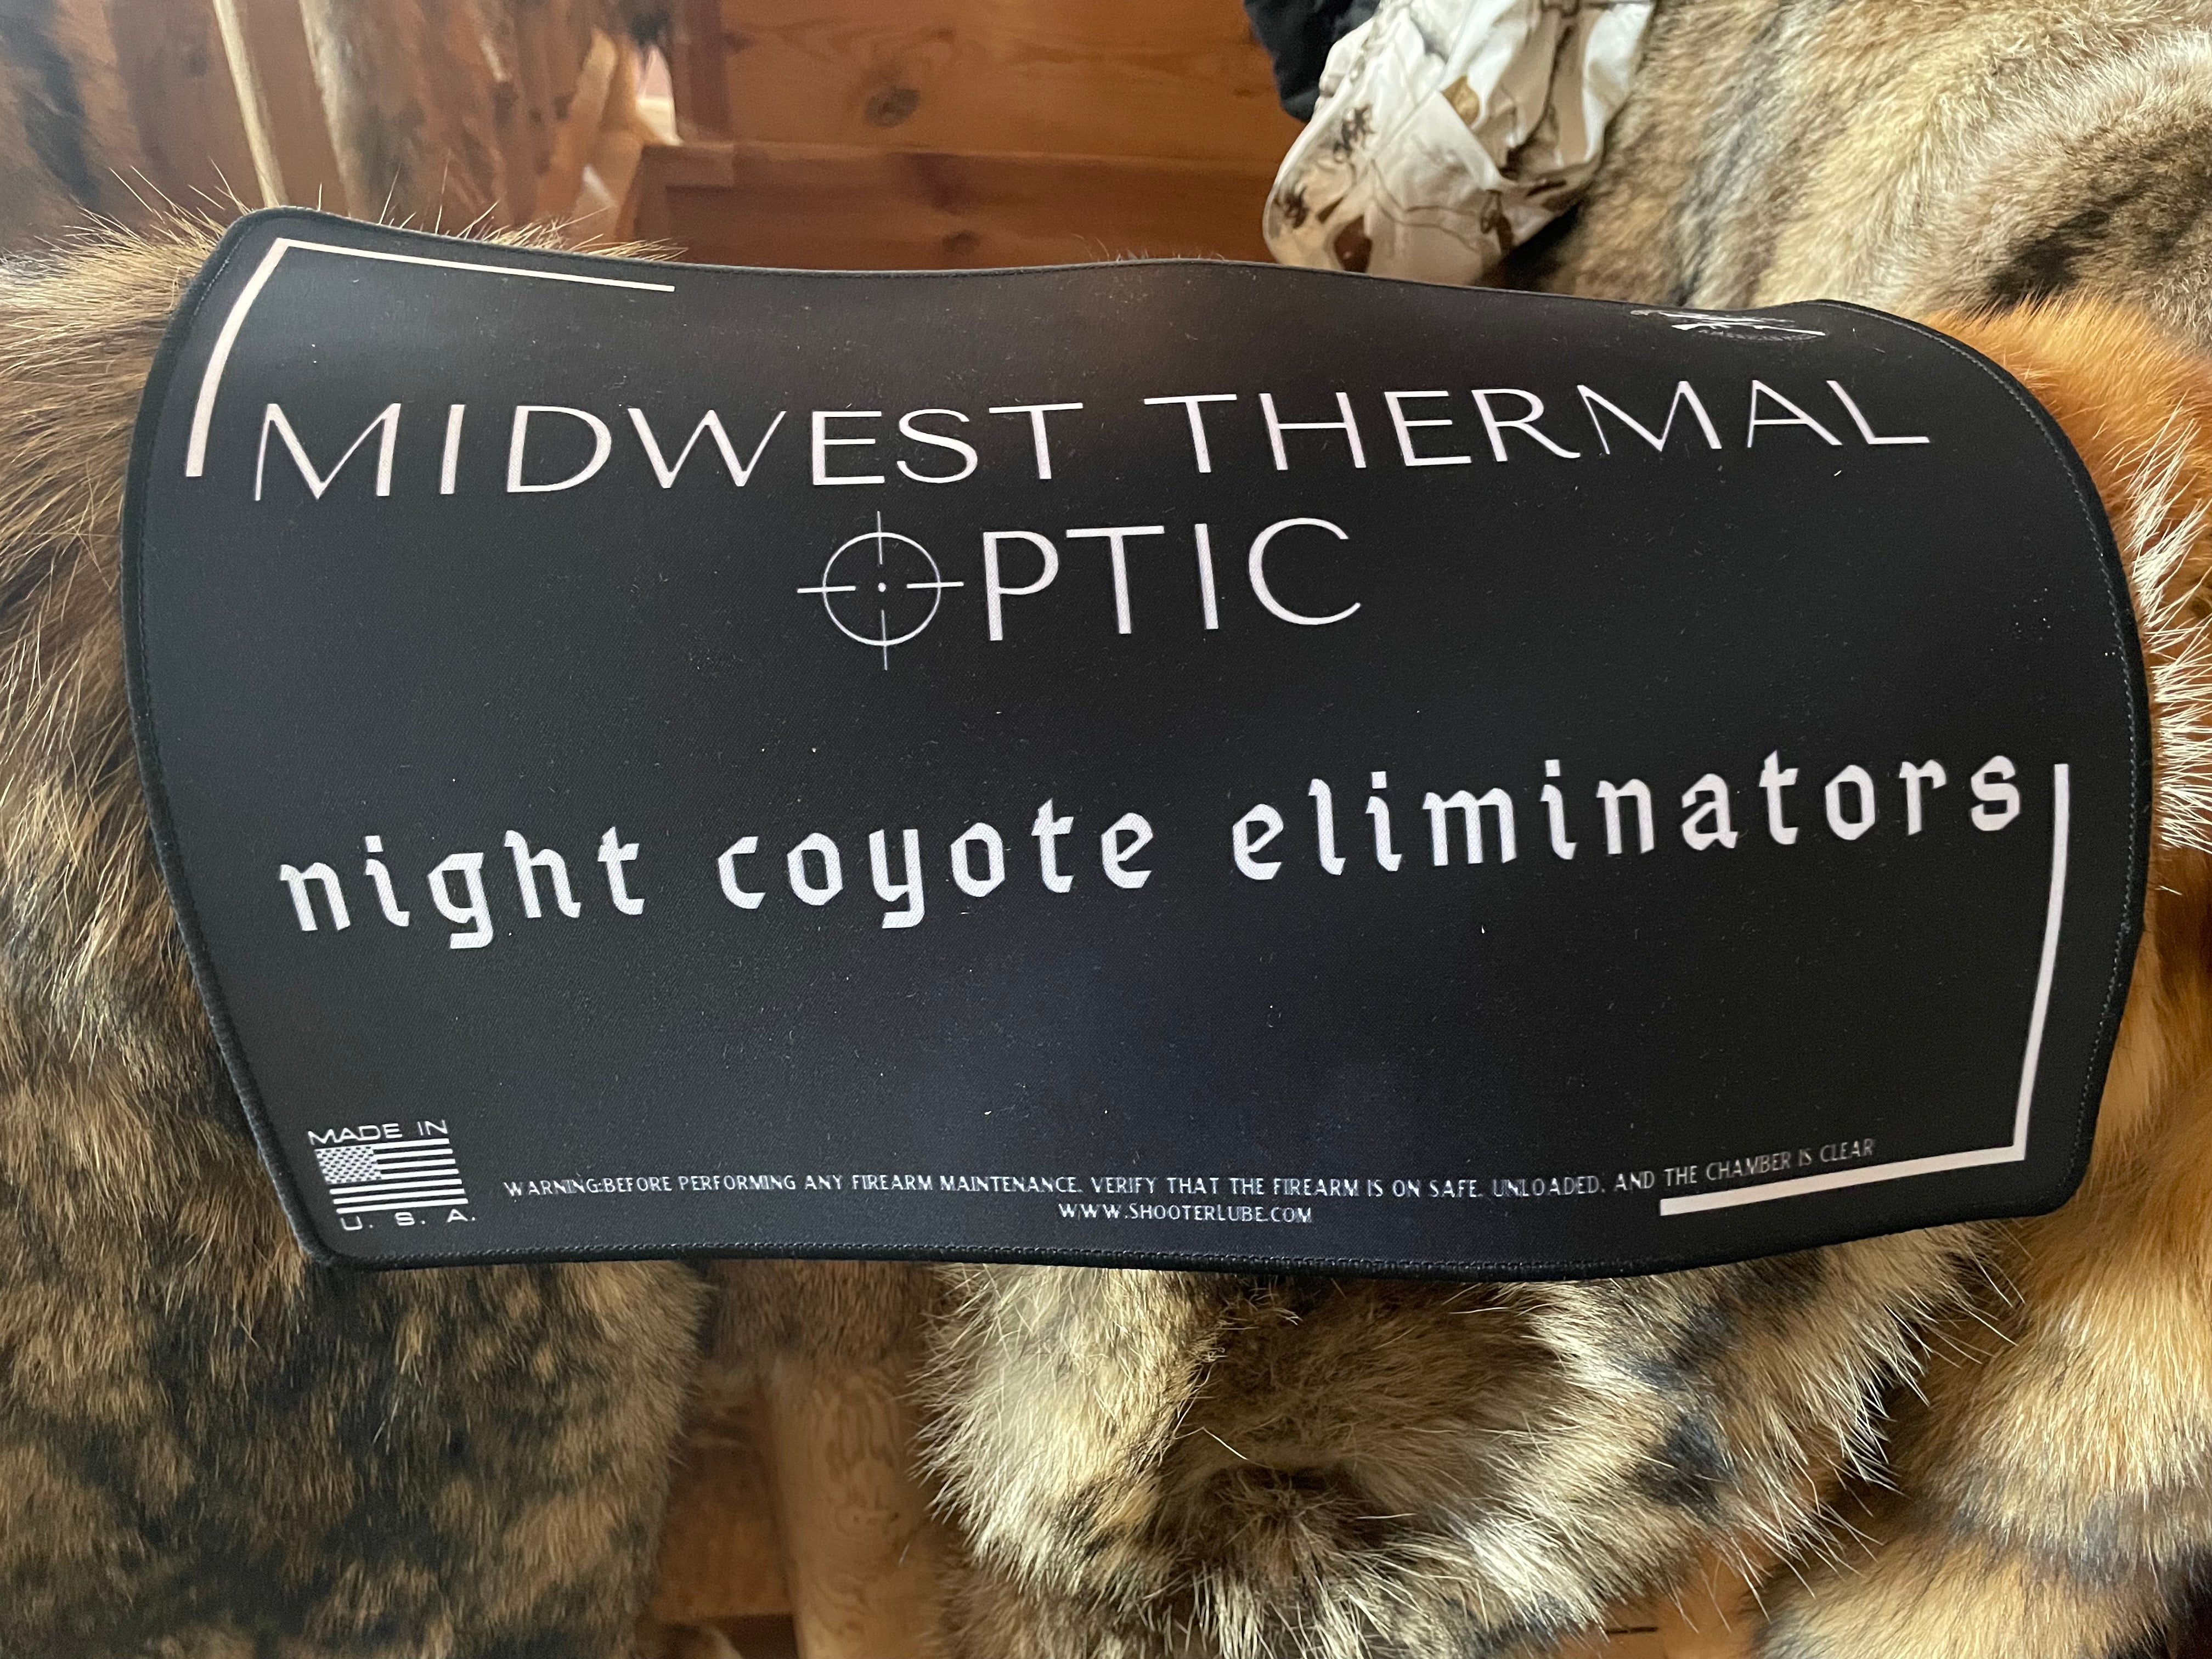 MIDWEST THERMAL
OPTIC
night coyote eliminators
MADE IN
U. S. A.
WARNING:BEFORE PERFORMING ANY FIREARM MAINTENANCE, VERIFY THAT THE FIREARM IS ON SAFE, UNLOADED, AND THE CHAMBER IS CLEAR
WWW.SHOOTERLUBE.COM